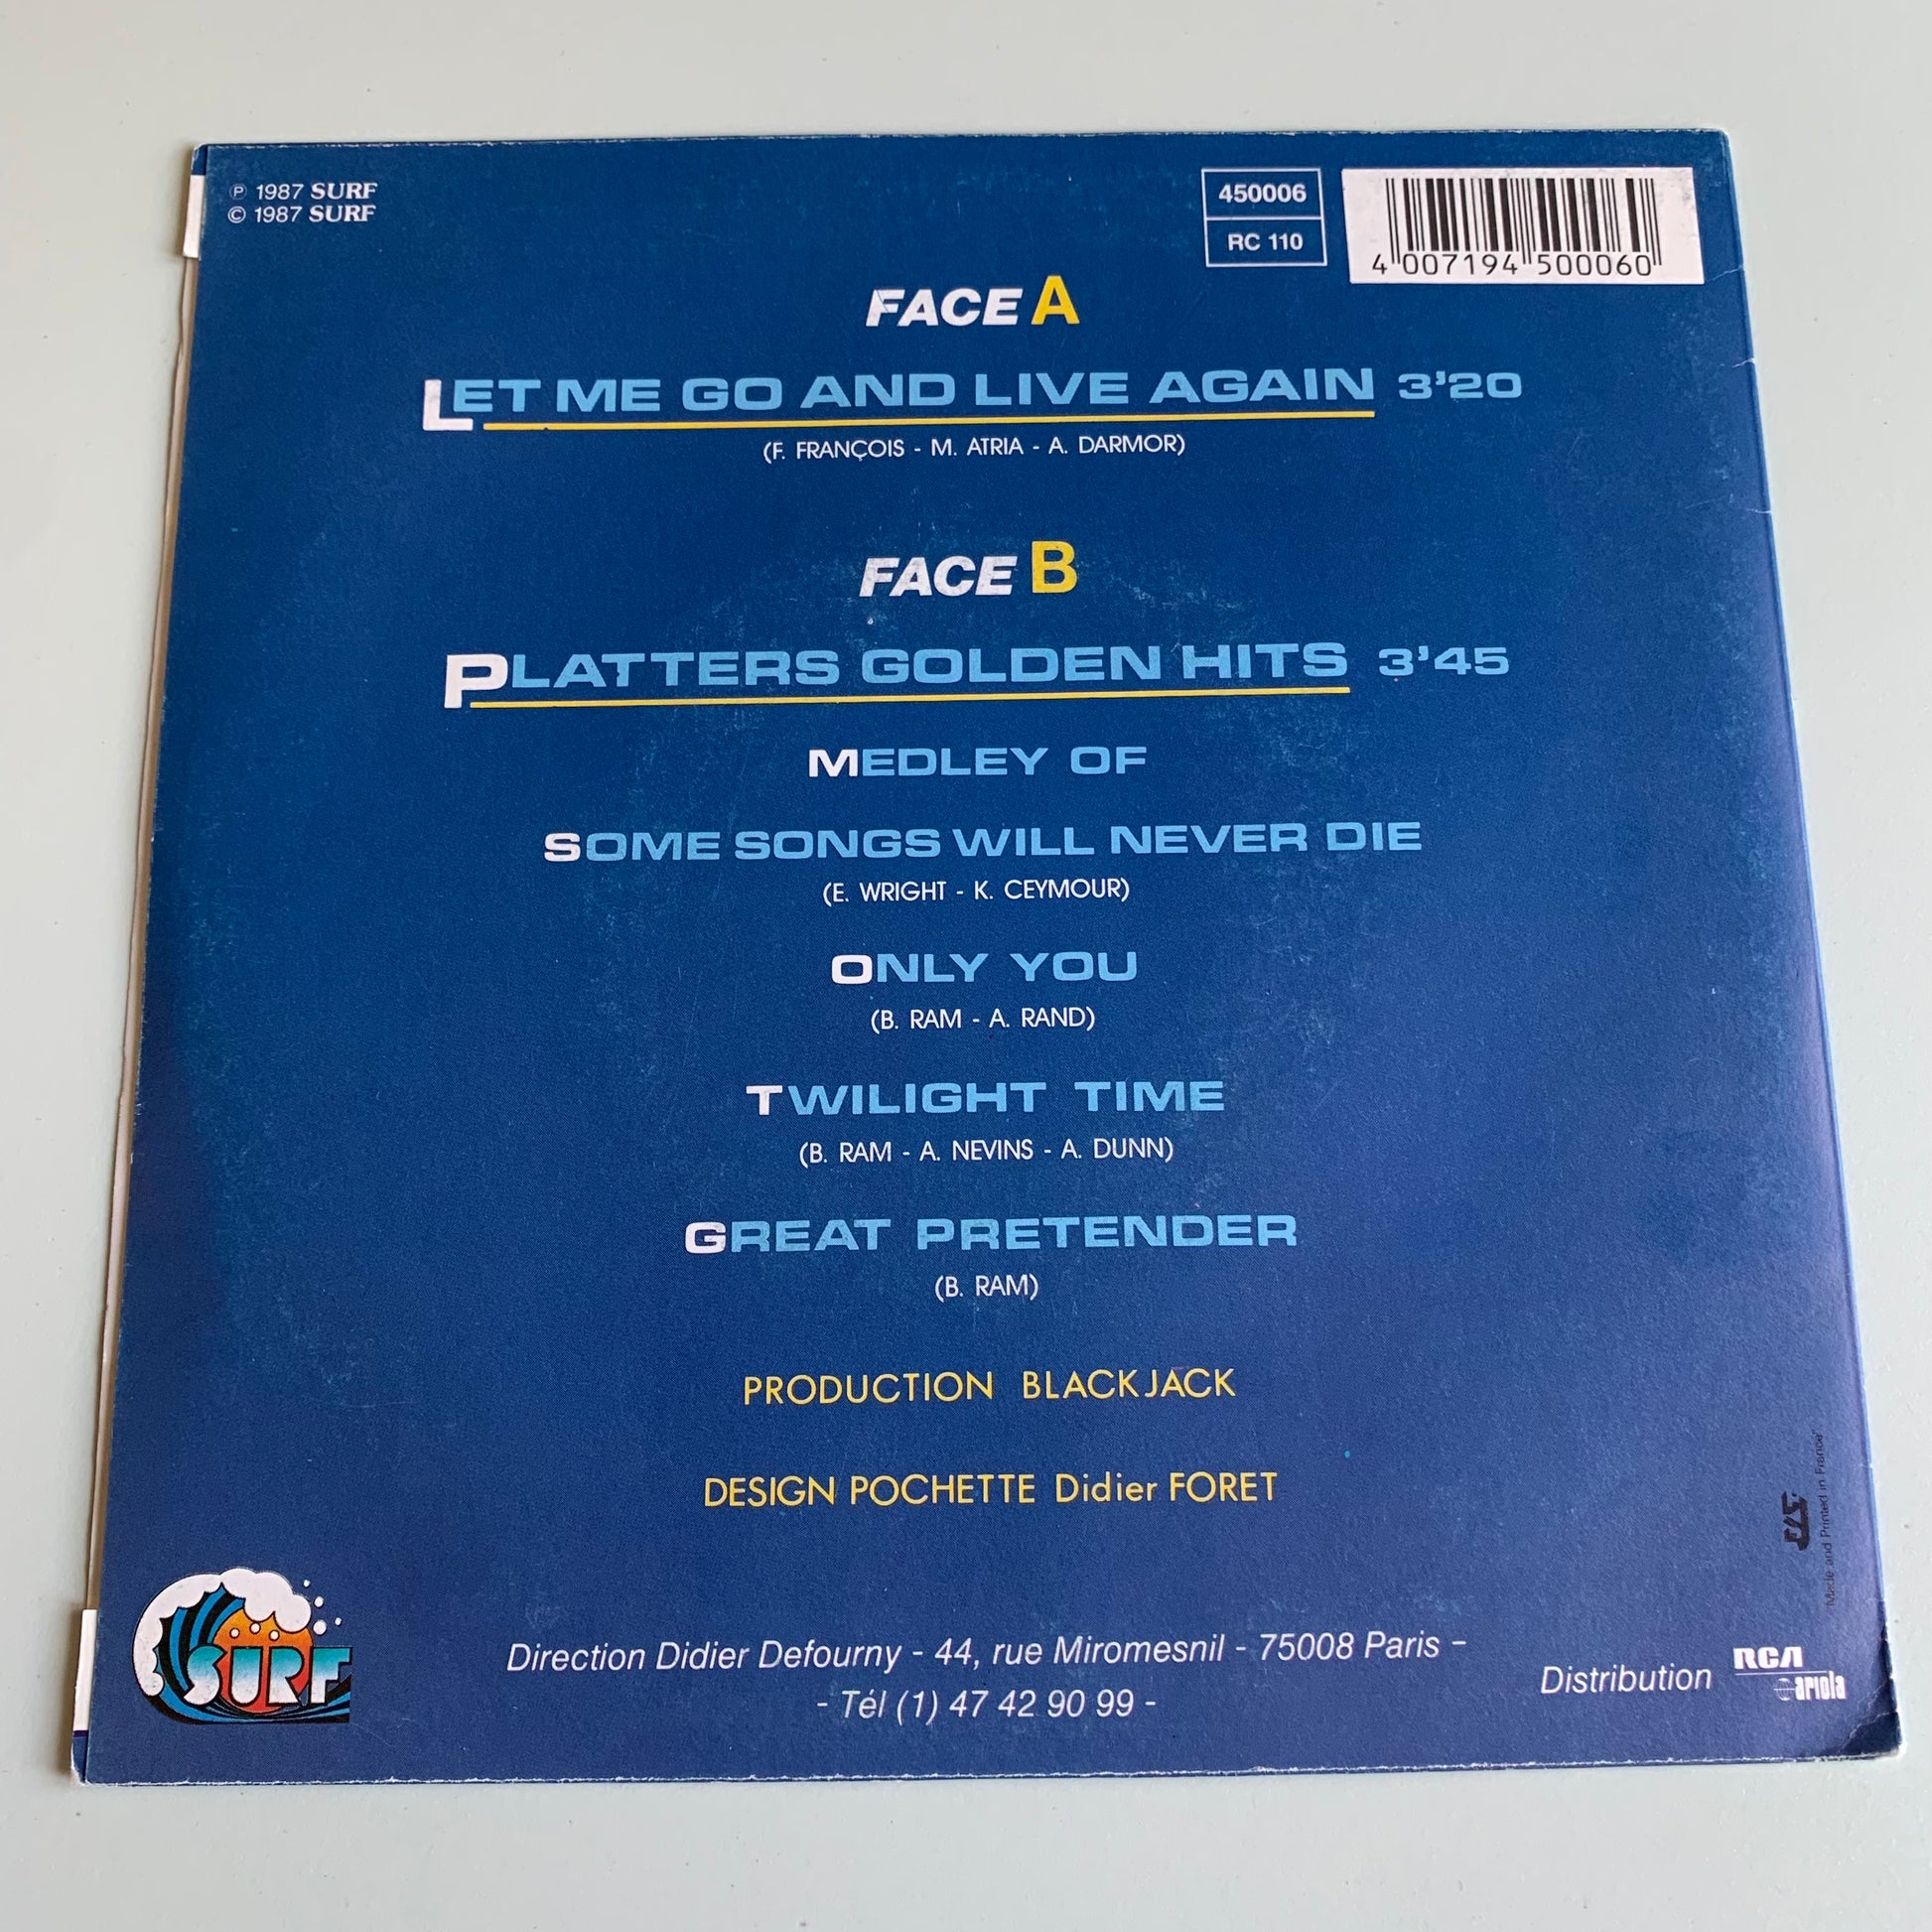 ℗ 1987 SURF
© 1987 SURF
450006
RC 110
4 007194 500060
FACE A
LET ME GO AND LIVE AGAIN 3'20
(F. FRANÇOIS - M. ATRIA - A. DARMOR)
FACE B
PLATTERS GOLDEN HITS 3'45
MEDLEY OF
SOME SONGS WILL NEVER DIE
(E. WRIGHT - K. CEYMOUR)
ONLY YOU
(B. RAM - A. RAND)
TWILIGHT TIME
(B. RAM - A. NEVINS - A. DUNN)
GREAT PRETENDER
(B. RAM)
PRODUCTION BLACKJACK
DESIGN POCHETTE Didier FORET
"Made and Printed in France"
SURF
Direction Didier Defourny - 44, rue Miromesnil - 75008 Paris -
- Tél (1) 47 42 90 99 -
Distribution RCA
ariola